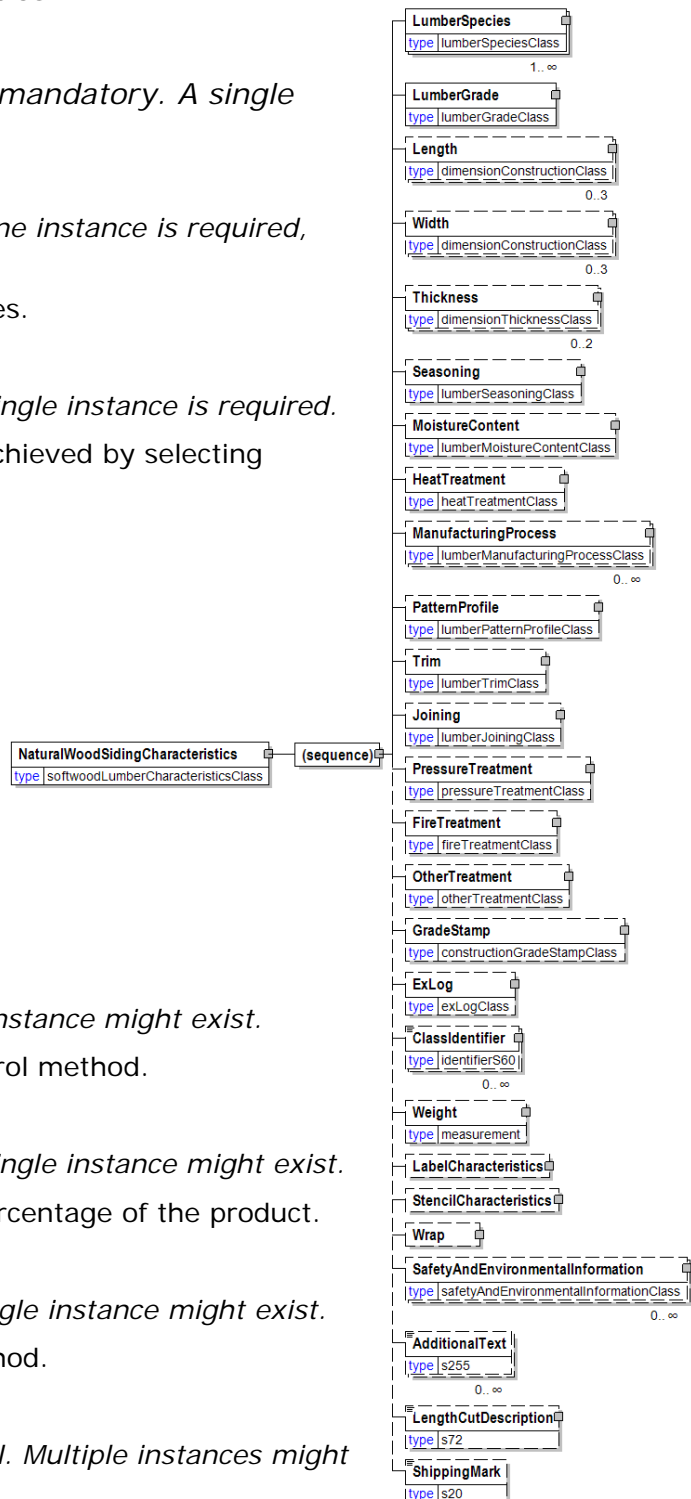 mandatory. A single
ne instance is required,
es.
ingle instance is required.
chieved by selecting
nstance might exist.
rol method.
ingle instance might exist.
rcentage of the product.
gle instance might exist.
hod.
l. Multiple instances might
NaturalWoodSidingCharacteristics
type softwoodLumberCharacteristicsClass
(sequence)
LumberSpecies
type lumberSpeciesClass
1..∞
LumberGrade
type lumberGradeClass
Length
type dimensionConstructionClass
0..3
Width
type dimensionConstructionClass
0..3
Thickness
type dimensionThicknessClass
0..2
Seasoning
type lumberSeasoningClass
MoistureContent
type lumberMoistureContentClass
HeatTreatment
type heatTreatmentClass
ManufacturingProcess
type lumberManufacturingProcessClass
0..∞
PatternProfile
type lumberPatternProfileClass
Trim
type lumberTrimClass
Joining
type lumberJoiningClass
PressureTreatment
type pressureTreatmentClass
FireTreatment
type fireTreatmentClass
OtherTreatment
type otherTreatmentClass
GradeStamp
type constructionGradeStampClass
ExLog
type exLogClass
ClassIdentifier
type identifierS60
0..∞
Weight
type measurement
LabelCharacteristics
StencilCharacteristics
Wrap
SafetyAndEnvironmentalInformation
type safetyAndEnvironmentalInformationClass
0..∞
AdditionalText
type s255
0..∞
LengthCutDescription
type s72
ShippingMark
type s20